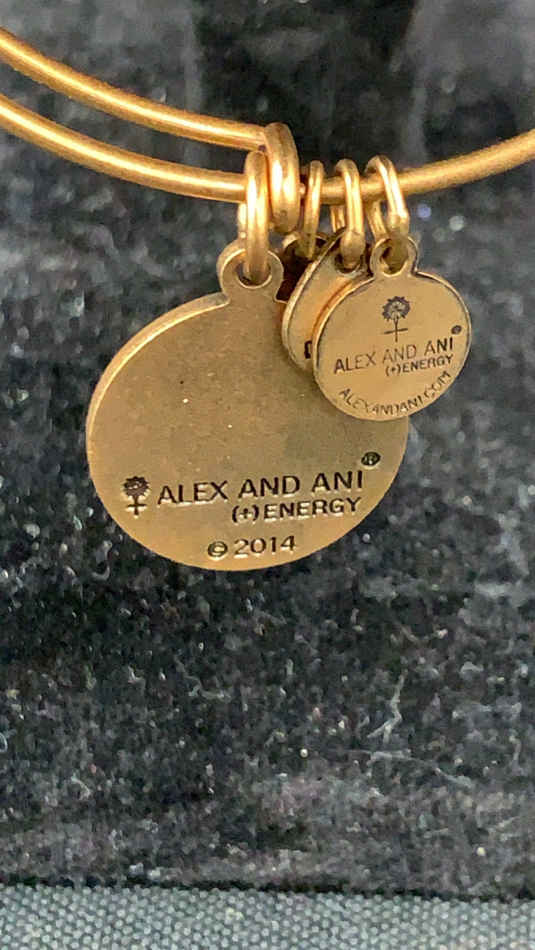 ALEX AND ANI®
(+)ENERGY
© 2014
ALEX AND ANI®
(+)ENERGY
ALEXANDANI.COM